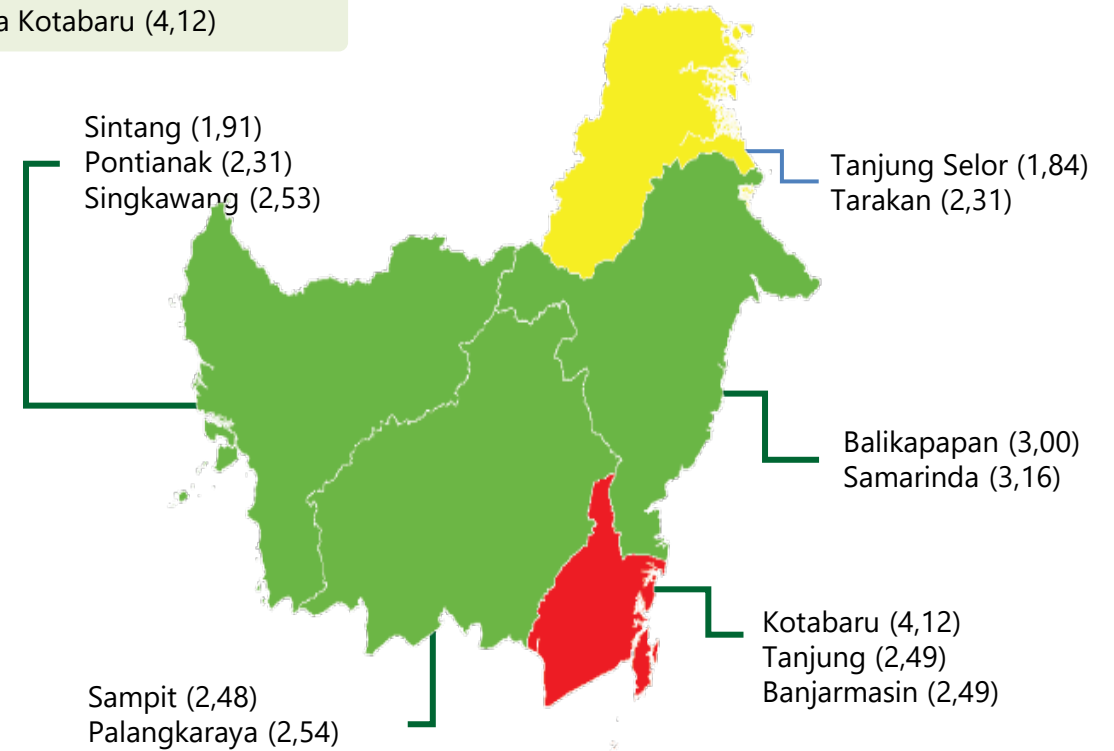 a Kotabaru (4,12)
Sintang (1,91)
Pontianak (2,31)
Singkawang (2,53)
Tanjung Selor (1,84)
Tarakan (2,31)
Balikapapan (3,00)
Samarinda (3,16)
Kotabaru (4,12)
Tanjung (2,49)
Banjarmasin (2,49)
Sampit (2,48)
Palangkaraya (2,54)